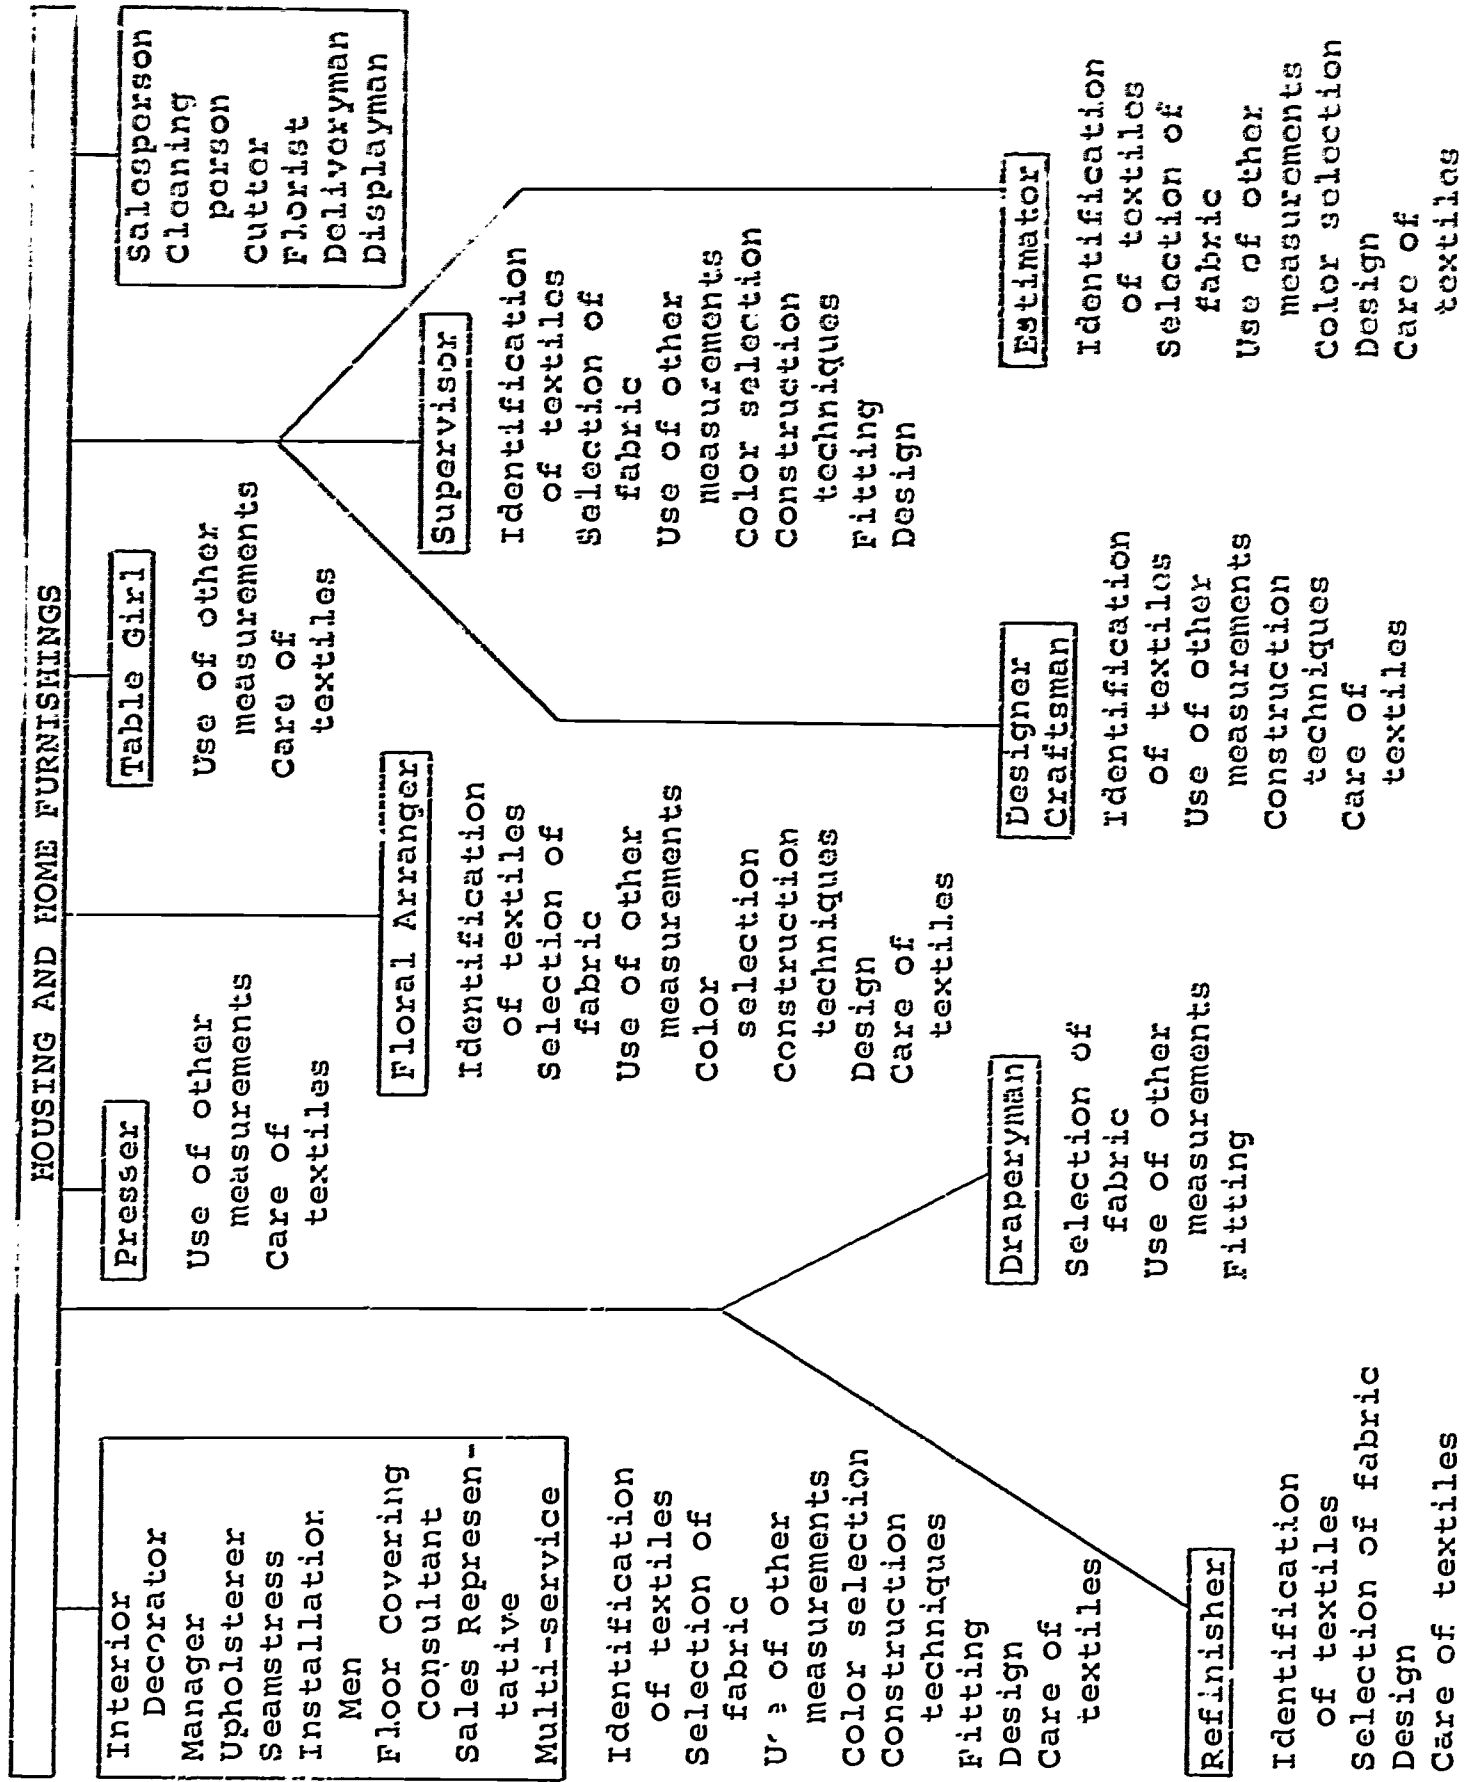 HOUSING AND HOME FURNISHINGS
Interior
Decorator
Manager
Upholsterer
Seamstress
Installation
Men
Floor Covering
Consultant
Sales Represen-
tative
Multi-service
Identification
of textiles
Selection of
fabric
of other
measurements
Color selection
Construction
techniques
Fitting
Design
Care of
textiles
Refinisher
Identification
of textiles
Selection of fabric
Design
Care of textiles
Draperyman
Selection of
fabric
Use of other
measurements
Fitting
Presser
Use of other
measurements
Care of
textiles
Floral Arranger
Identification
of textiles
Selection of
fabric
Use of other
measurements
Color
selection
Construction
techniques
Design
Care of
textiles
Table Girl
Use of other
measurements
Care of
textiles
Designer
Craftsman
Identification
of textiles
Use of other
measurements
Construction
techniques
Care of
textiles
Supervisor
Identification
of textiles
Selection of
fabric
Use of other
measurements
Color selection
Construction
techniques
Fitting
Design
Estimator
Identification
of textiles
Selection of
fabric
Use of other
measurements
Color selection
Design
Care of
textiles
Salesperson
Cleaning
person
Cutter
Florist
Deliveryman
Displayman